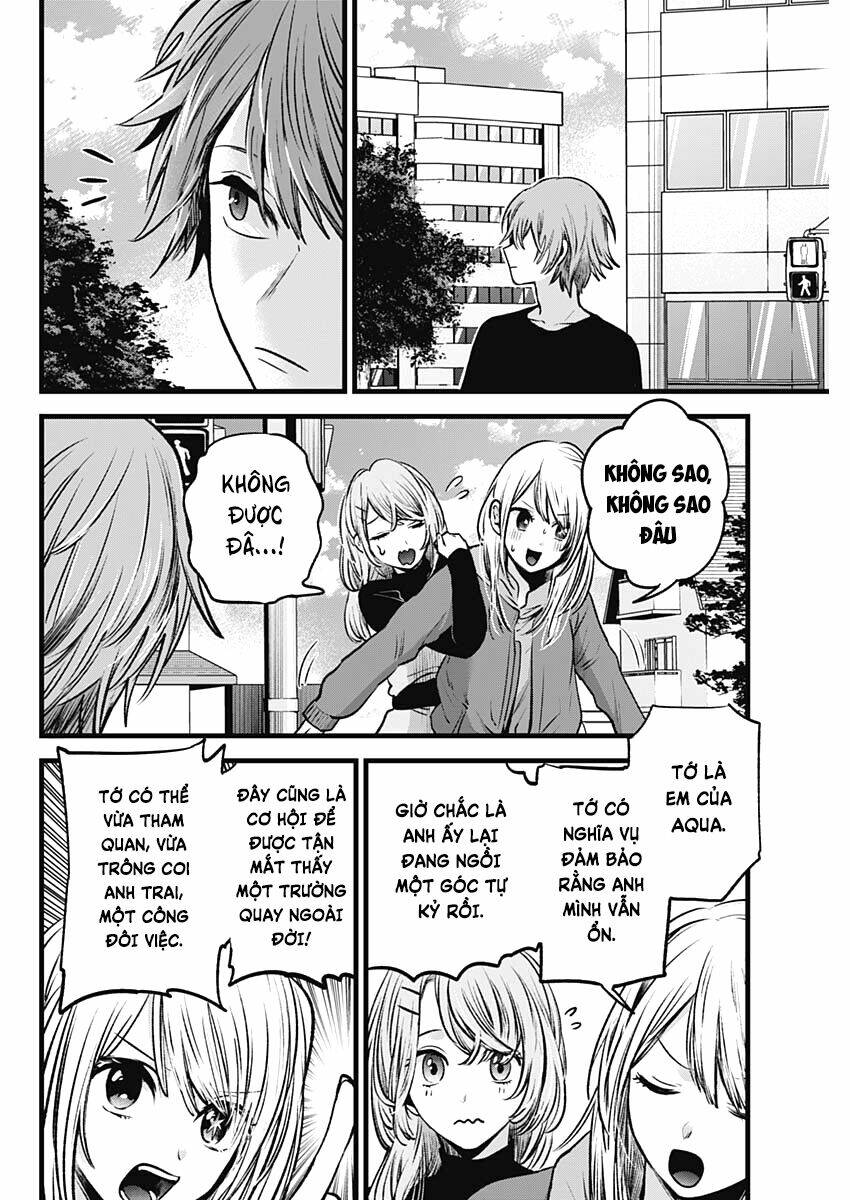 KHÔNG SAO,
KHÔNG SAO
ĐÂU
KHÔNG
ĐƯỢC
ĐÂ...!
TỚ LÀ
EM CỦA
AQUA.
TỚ CÓ
NGHĨA VỤ
ĐẢM BẢO
RẰNG ANH
MÌNH VẪN
ỔN.
GIỜ CHẮC LÀ
ANH ẤY LẠI
ĐANG NGỒI
MỘT GÓC TỰ
KỶ RỒI.
ĐÂY CŨNG LÀ
CƠ HỘI ĐỂ
ĐƯỢC TẬN
MẮT THẤY
MỘT TRƯỜNG
QUAY NGOÀI
ĐỜI!
TỚ CÓ THỂ
VỪA THAM
QUAN, VỪA
TRÔNG COI
ANH TRAI,
MỘT CÔNG
ĐÔI VIỆC.